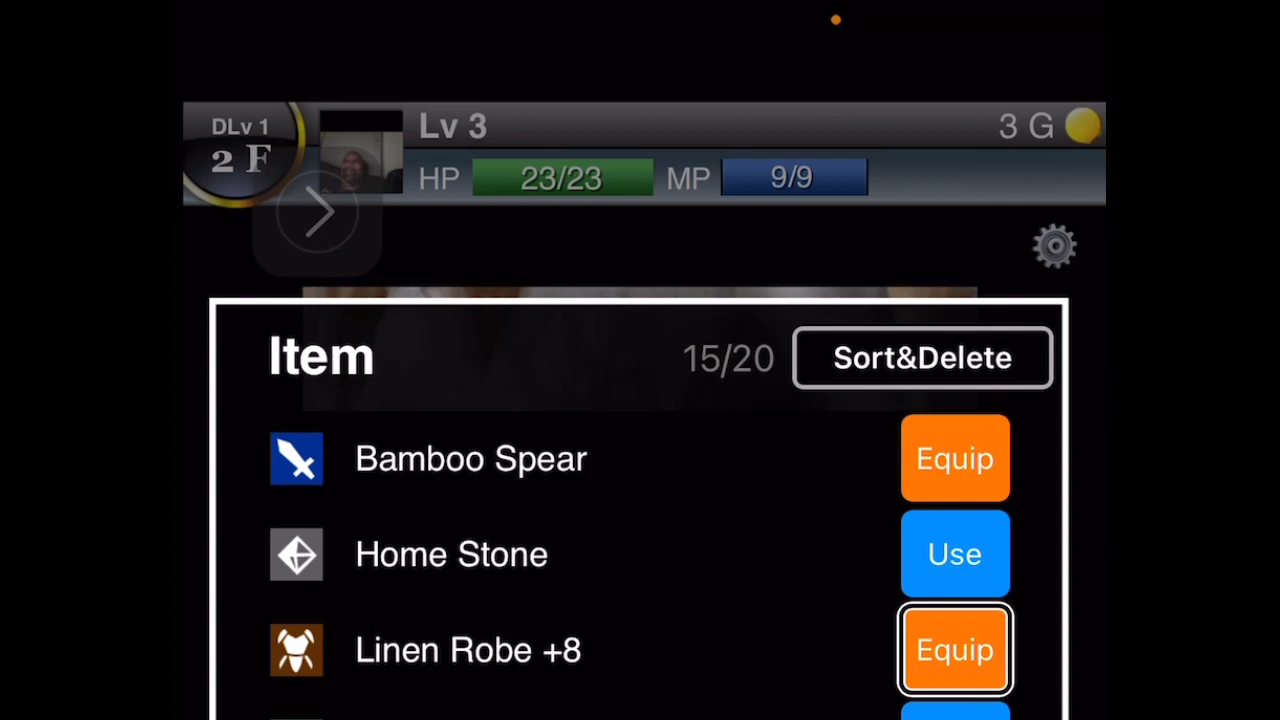 DLv 1
2 F
Lv 3
3 G
HP 23/23 MP 9/9
Item 15/20 Sort&Delete
Bamboo Spear Equip
Home Stone Use
Linen Robe +8 Equip